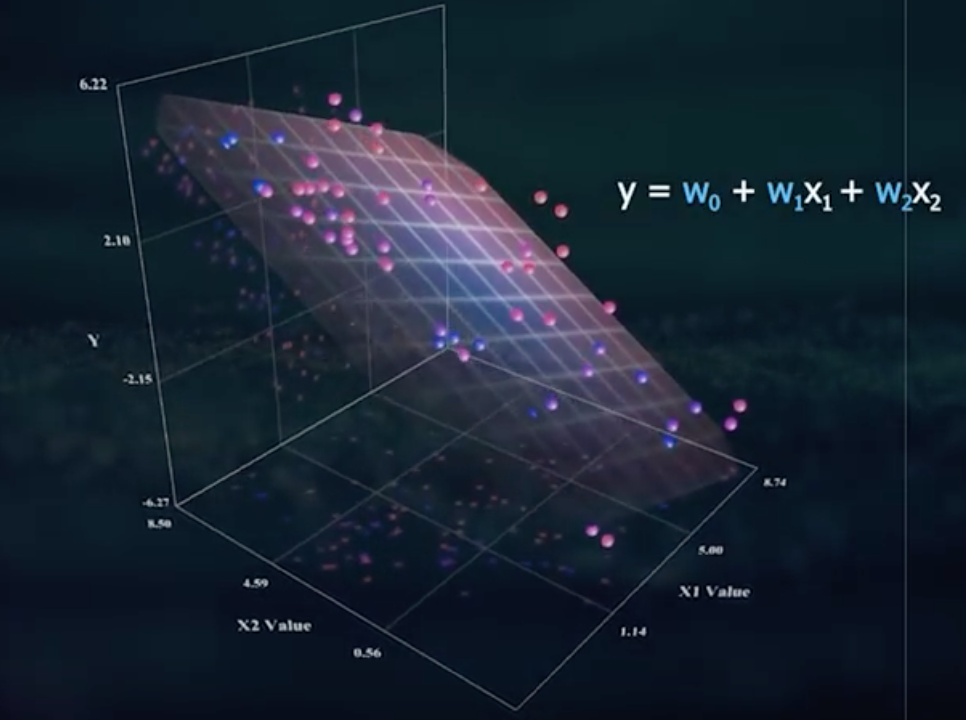 6.22
y = w₀ + w₁x₁ + w₂x₂
2.10
Y
-2.15
-6.27
8.50
8.74
5.00
4.59
X1 Value
X2 Value
1.14
0.56